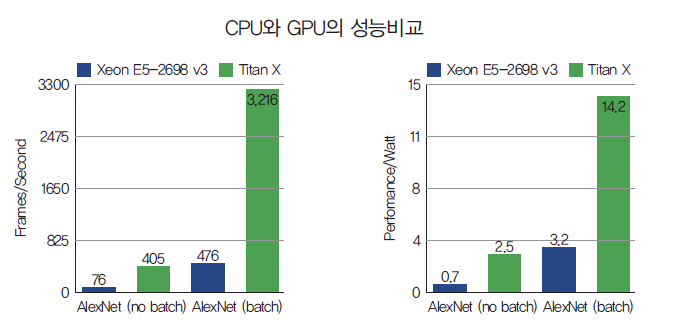 CPU와 GPU의 성능비교
Xeon E5-2698 v3 Titan X
3300
2475
1650
825
0
Frames/Second
76
405
476
3,216
AlexNet (no batch) AlexNet (batch)
Xeon E5-2698 v3 Titan X
15
11
8
4
0
Perfomance/Watt
0.7
2.5
3.2
14.2
AlexNet (no batch) AlexNet (batch)